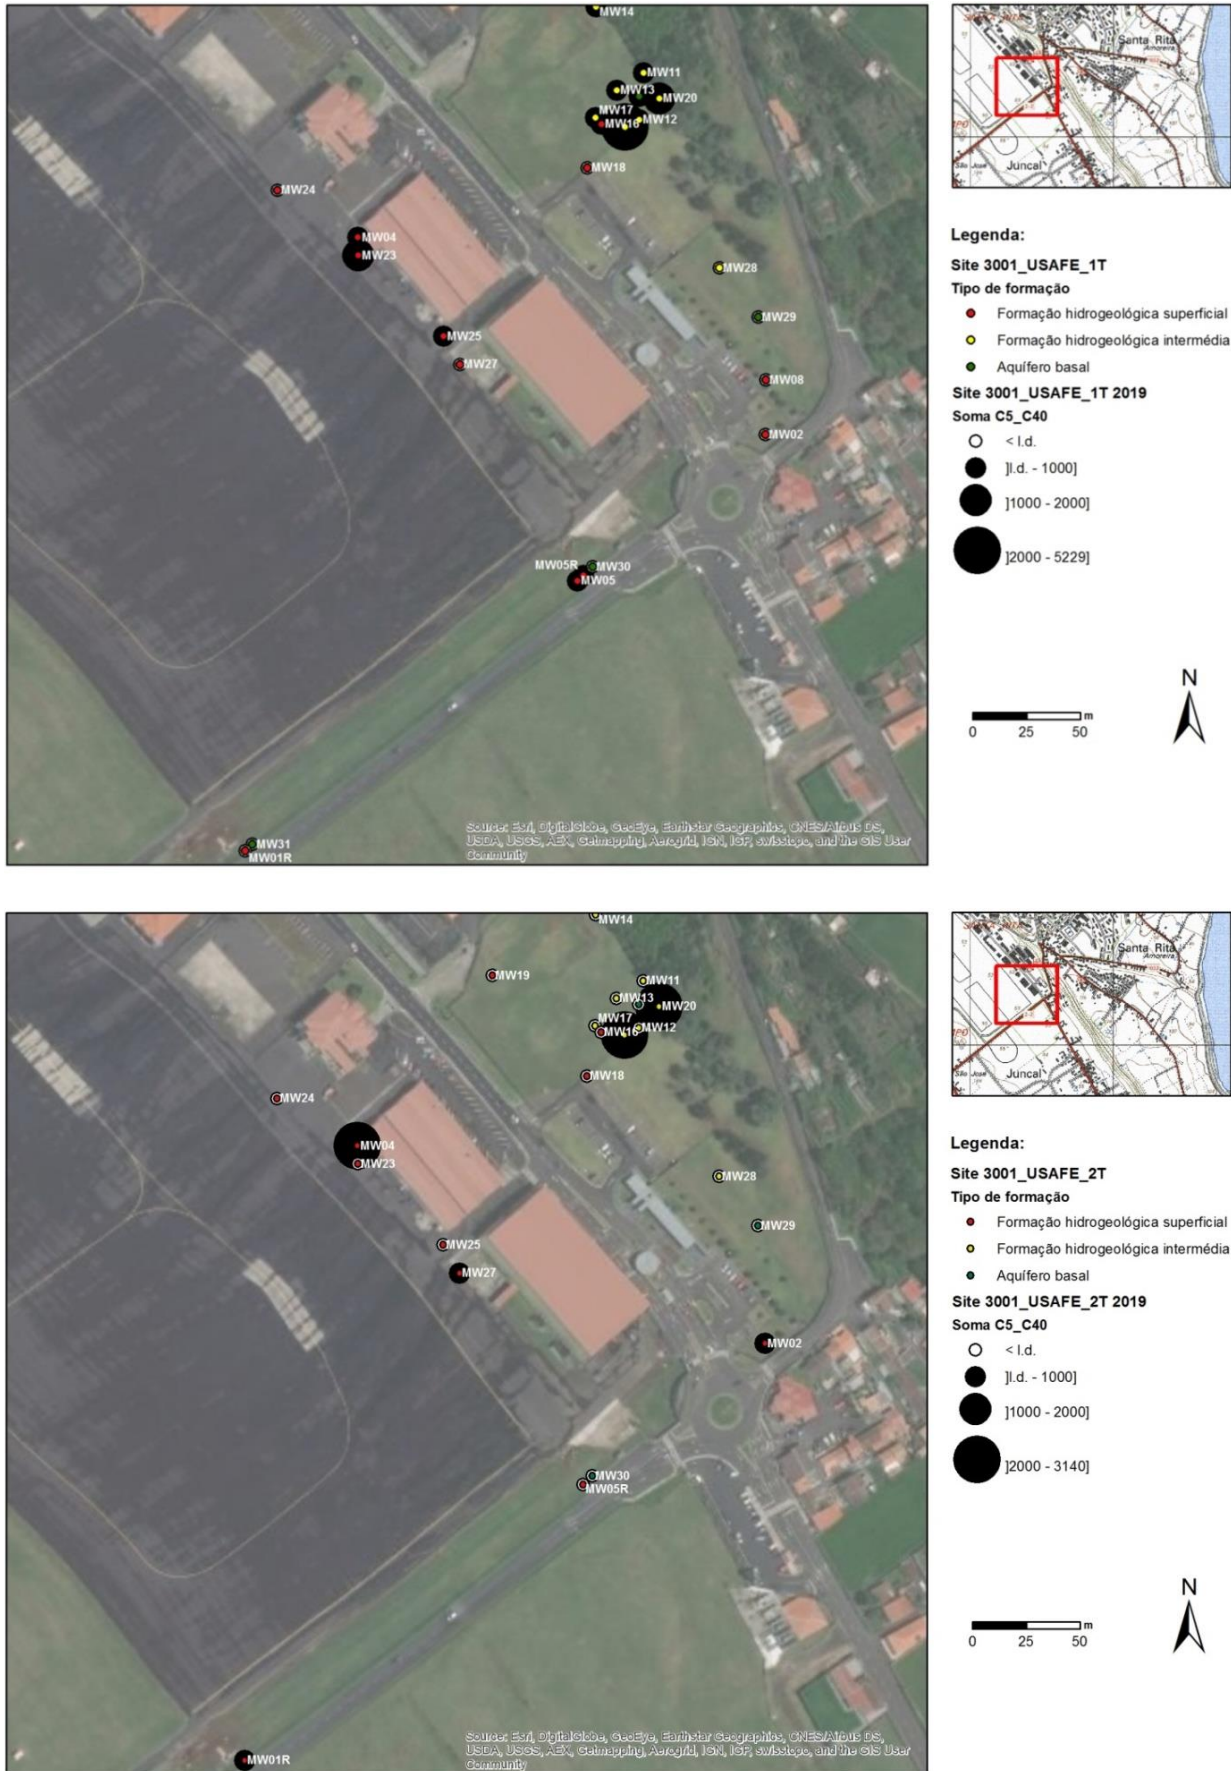 MW14
MW11
MW13
MW20
MW17
MW12
MW16
MW18
MW24
MW04
MW23
MW28
MW29
MW25
MW27
MW08
MW02
MW05R
MW30
MW05
MW31
MW01R
Source: Esri, DigitalGlobe, GeoEye, Earthstar Geographics, CNES/Airbus DS,
USDA, USGS, AEX, Getmapping, Aerogrid, IGN, IGP, swisstopo, and the GIS User
Community
Santa Rita
Amoreira
São José
Juncal
Legenda:
Site 3001_USAFE_1T
Tipo de formação
Formação hidrogeológica superficial
Formação hidrogeológica intermédia
Aquífero basal
Site 3001_USAFE_1T 2019
Soma C5_C40
< l.d.
]l.d. - 1000]
]1000 - 2000]
]2000 - 5229]
N
m
0 25 50
MW14
MW19
MW11
MW13
MW20
MW17
MW12
MW16
MW18
MW24
MW04
MW23
MW28
MW29
MW25
MW27
MW02
MW30
MW05R
MW01R
Source: Esri, DigitalGlobe, GeoEye, Earthstar Geographics, CNES/Airbus DS,
USDA, USGS, AEX, Getmapping, Aerogrid, IGN, IGP, swisstopo, and the GIS User
Community
Santa Rita
Amoreira
São José
Juncal
Legenda:
Site 3001_USAFE_2T
Tipo de formação
Formação hidrogeológica superficial
Formação hidrogeológica intermédia
Aquífero basal
Site 3001_USAFE_2T 2019
Soma C5_C40
< l.d.
]l.d. - 1000]
]1000 - 2000]
]2000 - 3140]
N
m
0 25 50